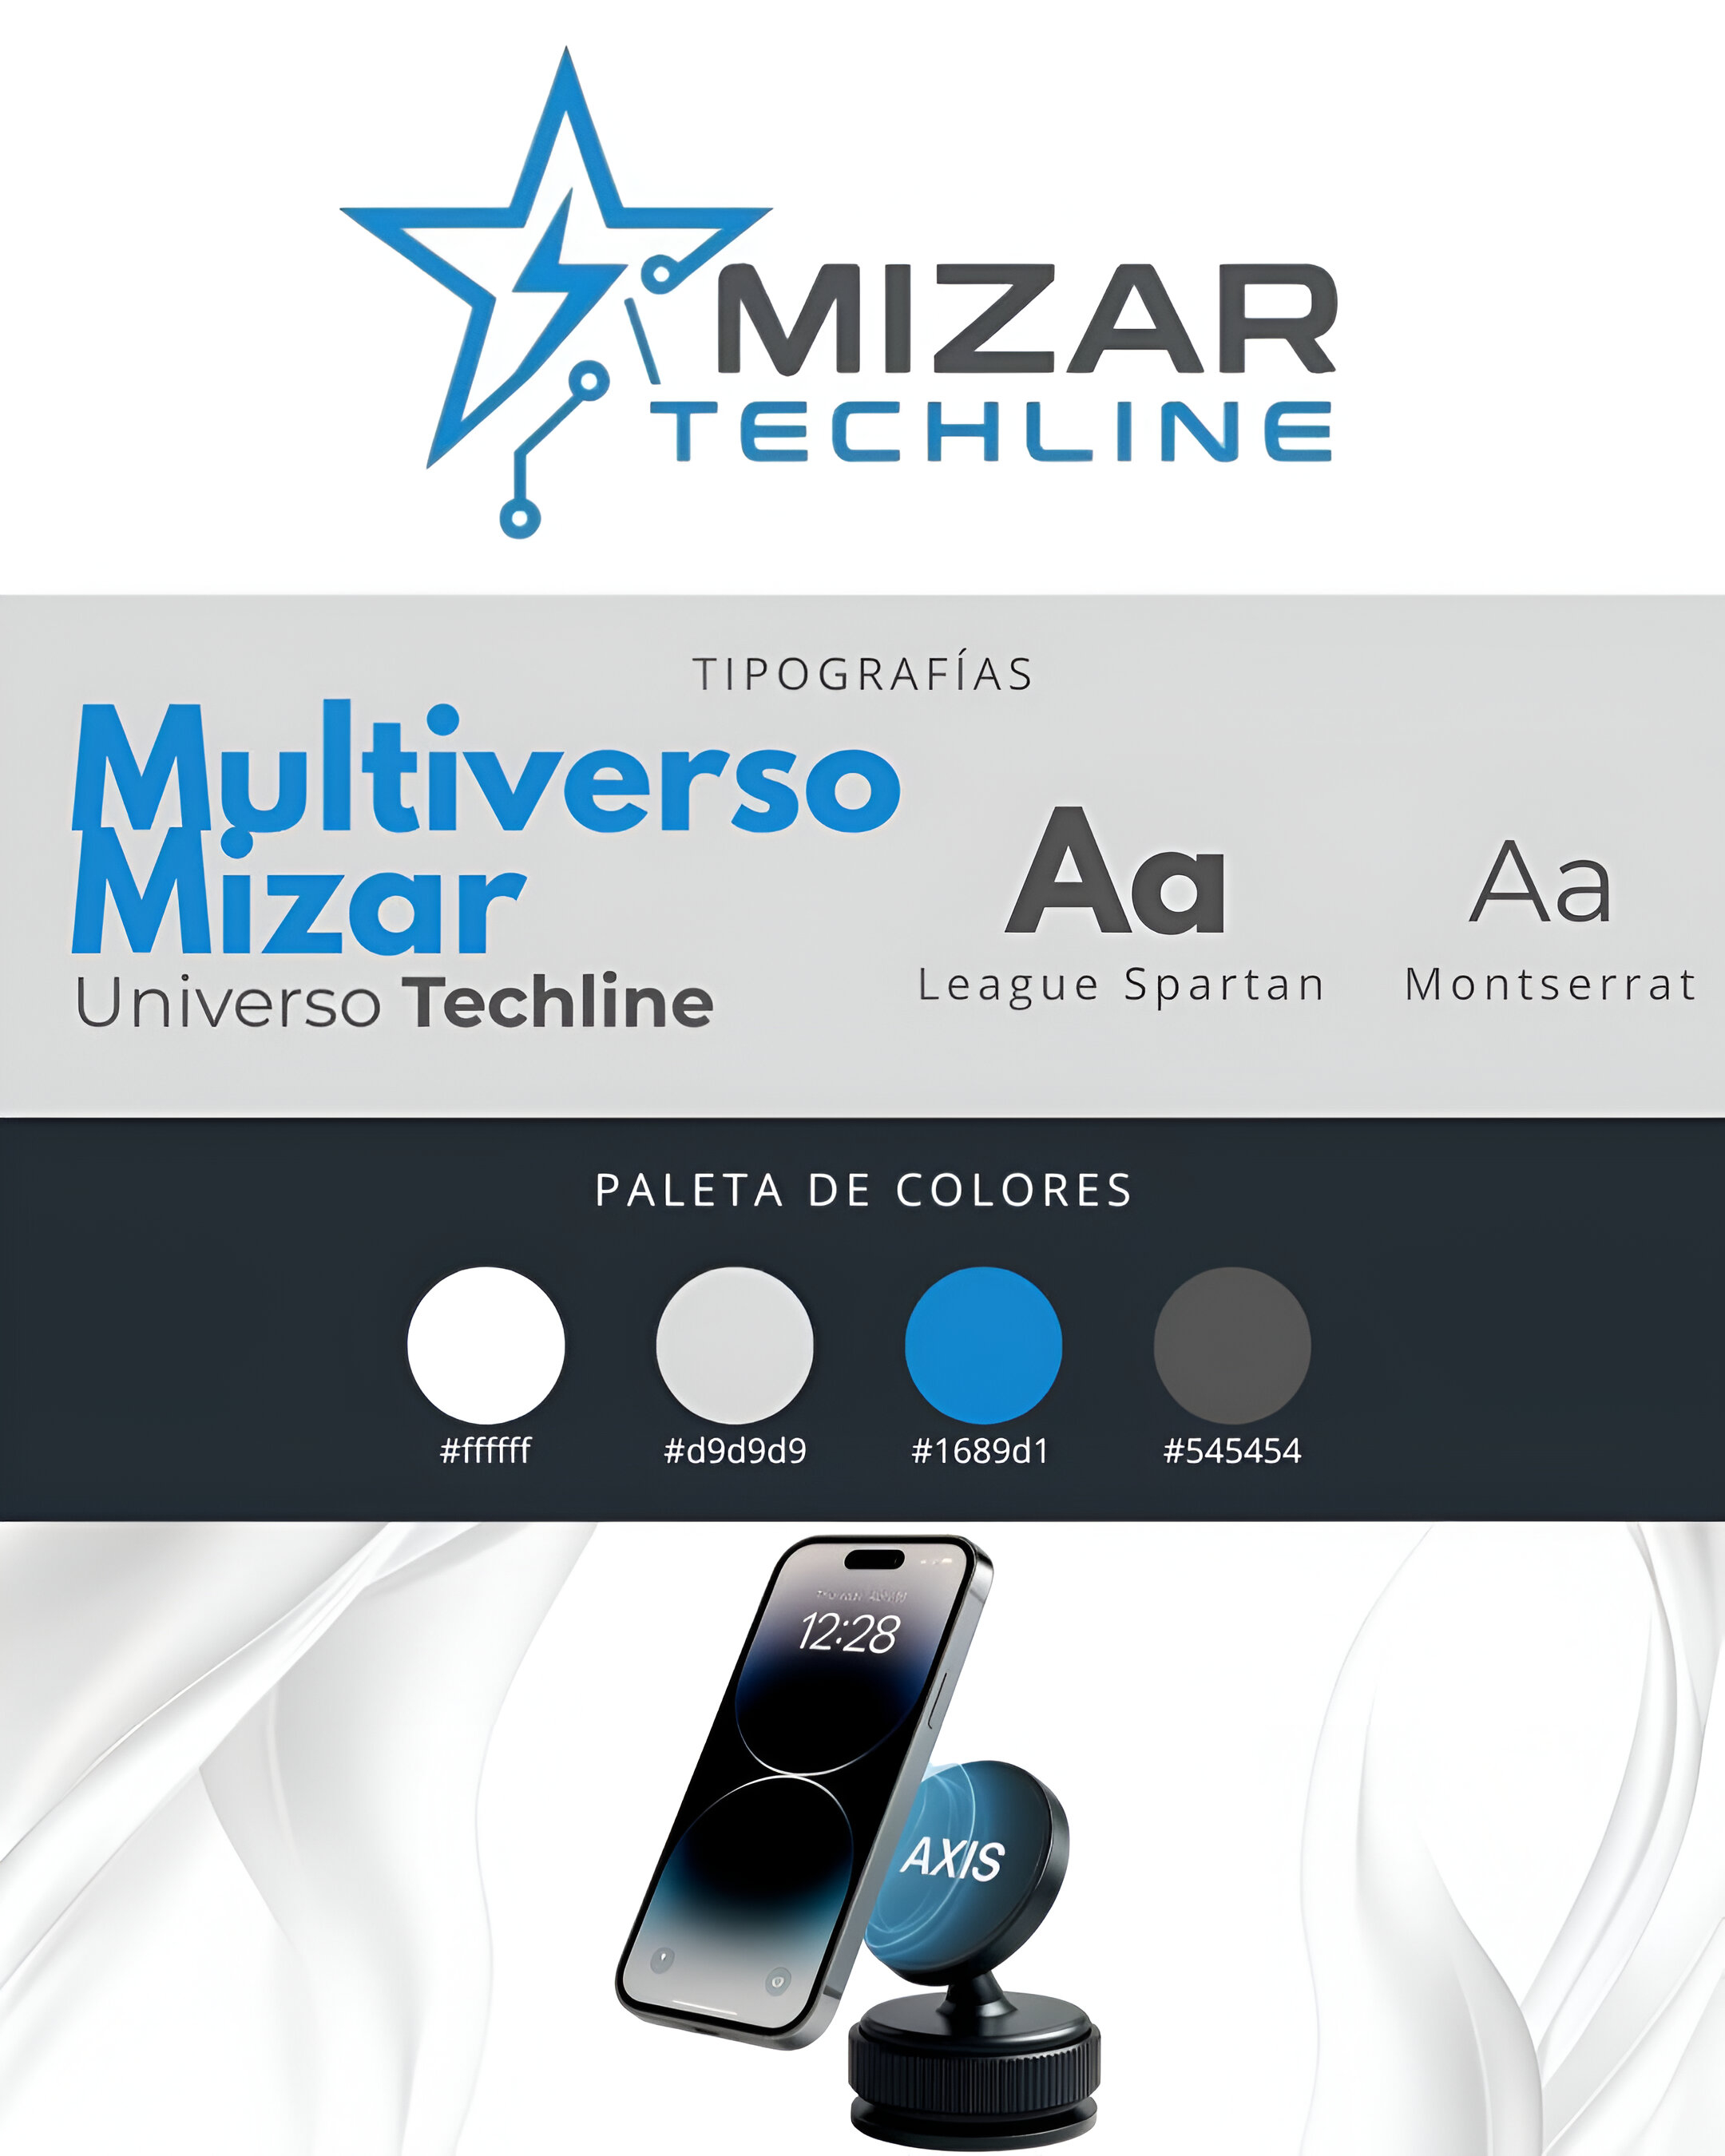 MIZAR
TECHLINE
TIPOGRAFÍAS
Multiverso
Mizar
Universo Techline
Aa
League Spartan
Aa
Montserrat
PALETA DE COLORES
#ffffff
#d9d9d9
#1689d1
#545454
12:28
AXIS